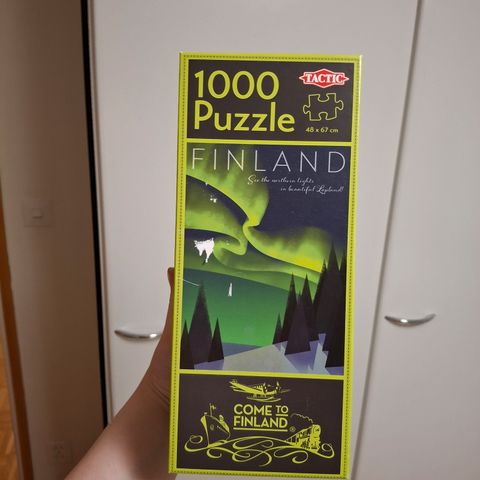 1000
Puzzle
TACTIC
48 x 67 cm
FINLAND
See the northern lights
in beautiful Lapland!
COME TO
FINLAND®